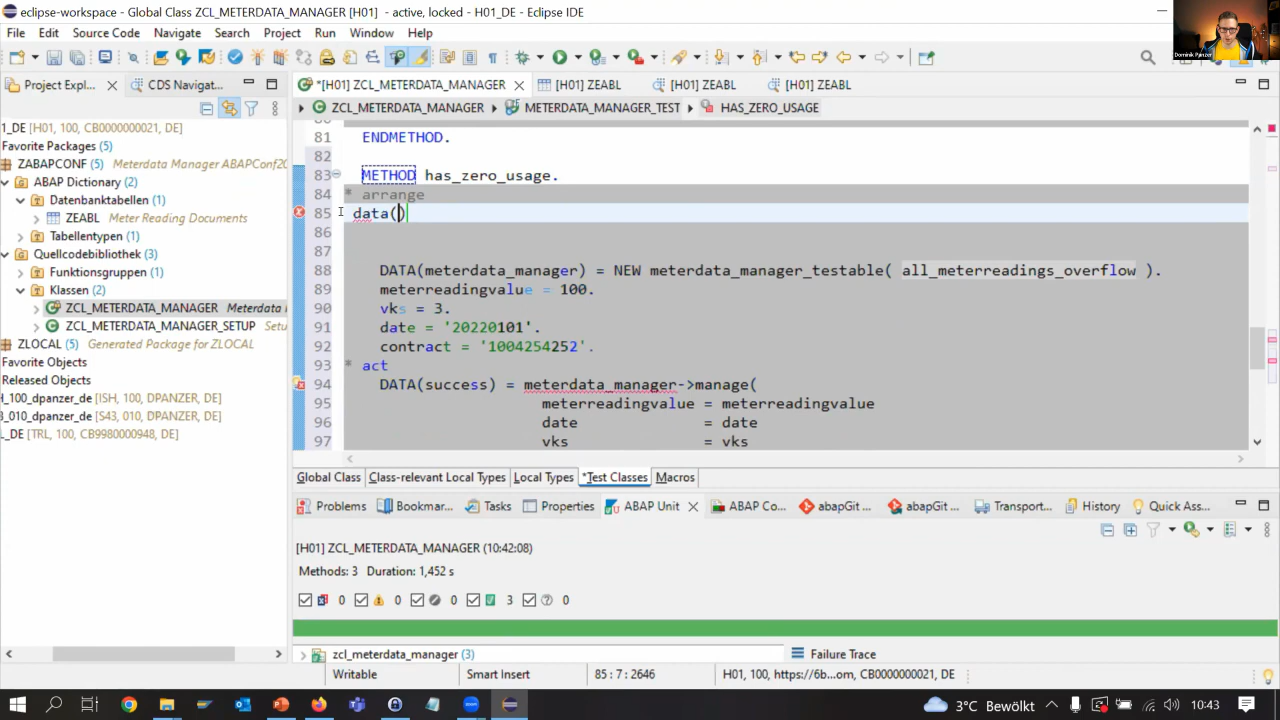 eclipse-workspace - Global Class ZCL_METERDATA_MANAGER [H01] - active, locked - H01_DE - Eclipse IDE
Dominik Panzer
File Edit Source Code Navigate Search Project Run Window Help
Project Expl... CDS Navigat...
*[H01] ZCL_METERDATA_MANAGER [H01] ZEABL [H01] ZEABL [H01] ZEABL
ZCL_METERDATA_MANAGER METERDATA_MANAGER_TEST HAS_ZERO_USAGE
1_DE [H01, 100, CB0000000021, DE]
Favorite Packages (5)
ZABAPCONF (5) Meterdata Manager ABAPConf20
ABAP Dictionary (2)
Datenbanktabellen (1)
ZEABL Meter Reading Documents
Tabellentypen (1)
Quellcodebibliothek (3)
Funktionsgruppen (1)
Klassen (2)
ZCL_METERDATA_MANAGER Meterdata
ZCL_METERDATA_MANAGER_SETUP Setu
ZLOCAL (5) Generated Package for ZLOCAL
Favorite Objects
Released Objects
H_100_dpanzer_de [ISH, 100, DPANZER, DE]
3_010_dpanzer_de [S43, 010, DPANZER, DE]
L_DE [TRL, 100, CB9980000948, DE]
81 ENDMETHOD.
82
83 METHOD has_zero_usage.
84 * arrange
85 data()
86
87
88 DATA(meterdata_manager) = NEW meterdata_manager_testable( all_meterreadings_overflow ).
89 meterreadingvalue = 100.
90 vks = 3.
91 date = '20220101'.
92 contract = '1004254252'.
93 * act
94 DATA(success) = meterdata_manager->manage(
95 meterreadingvalue = meterreadingvalue
96 date = date
97 vks = vks
Global Class Class-relevant Local Types Local Types *Test Classes Macros
Problems Bookmar... Tasks Properties ABAP Unit ABAP Co... abapGit ... abapGit ... Transport... History Quick Ass...
[H01] ZCL_METERDATA_MANAGER (10:42:08)
Methods: 3 Duration: 1,452 s
0 0 0 3 0
zcl_meterdata_manager (3)
Failure Trace
Writable Smart Insert 85 : 7 : 2646 H01, 100, https://6b...om, CB0000000021, DE
3°C Bewölkt 10:43